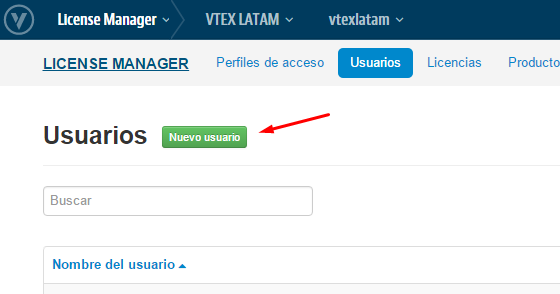 License Manager VTEX LATAM vtexlatam
LICENSE MANAGER Perfiles de acceso Usuarios Licencias Producto
Usuarios Nuevo usuario
Buscar
Nombre del usuario